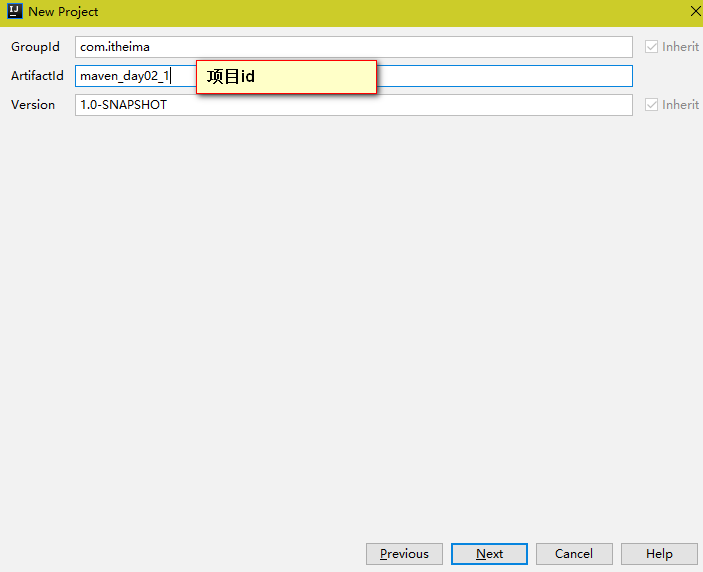 New Project
GroupId com.itheima Inherit
ArtifactId maven_day02_1 项目id
Version 1.0-SNAPSHOT Inherit
Previous Next Cancel Help